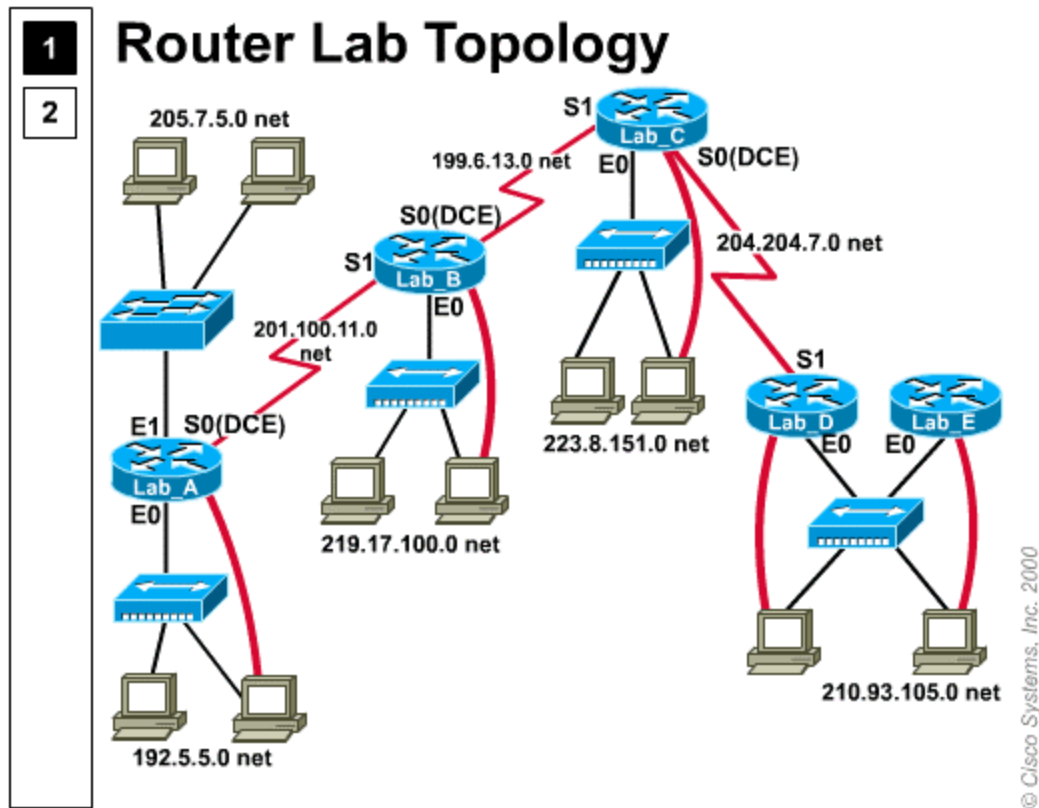 1
Router Lab Topology
2
205.7.5.0 net
S1
Lab_C
199.6.13.0 net
E0
S0(DCE)
S0(DCE)
204.204.7.0 net
S1
Lab_B
E0
201.100.11.0
net
S1
E1
S0(DCE)
223.8.151.0 net
Lab_D
Lab_E
E0
E0
Lab_A
E0
219.17.100.0 net
210.93.105.0 net
192.5.5.0 net
© Cisco Systems, Inc. 2000